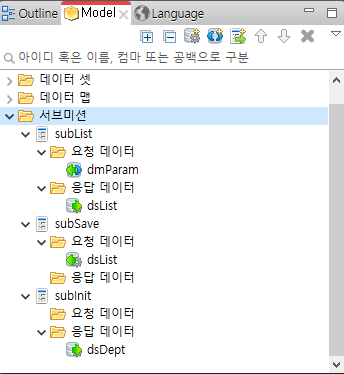 Outline Model Language
아이디 혹은 이름, 컴마 또는 공백으로 구분
데이터 셋
데이터 맵
서브미션
subList
요청 데이터
dmParam
응답 데이터
dsList
subSave
요청 데이터
dsList
응답 데이터
subInit
요청 데이터
응답 데이터
dsDept